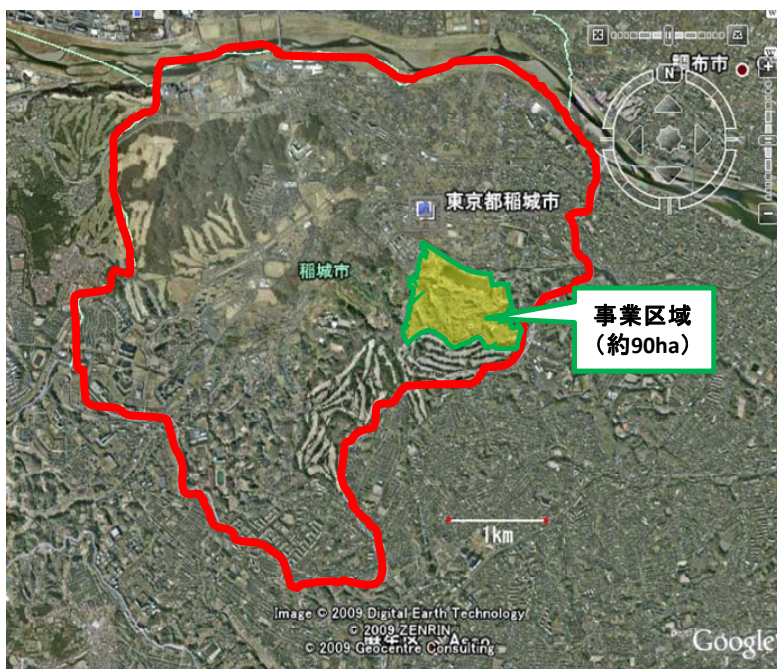 調布市
N
東京都稲城市
稲城市
事業区域
（約90ha）
1km
Image © 2009 Digital Earth Technology
© 2009 ZENRIN
© 2009 Geocentre Consulting
Google